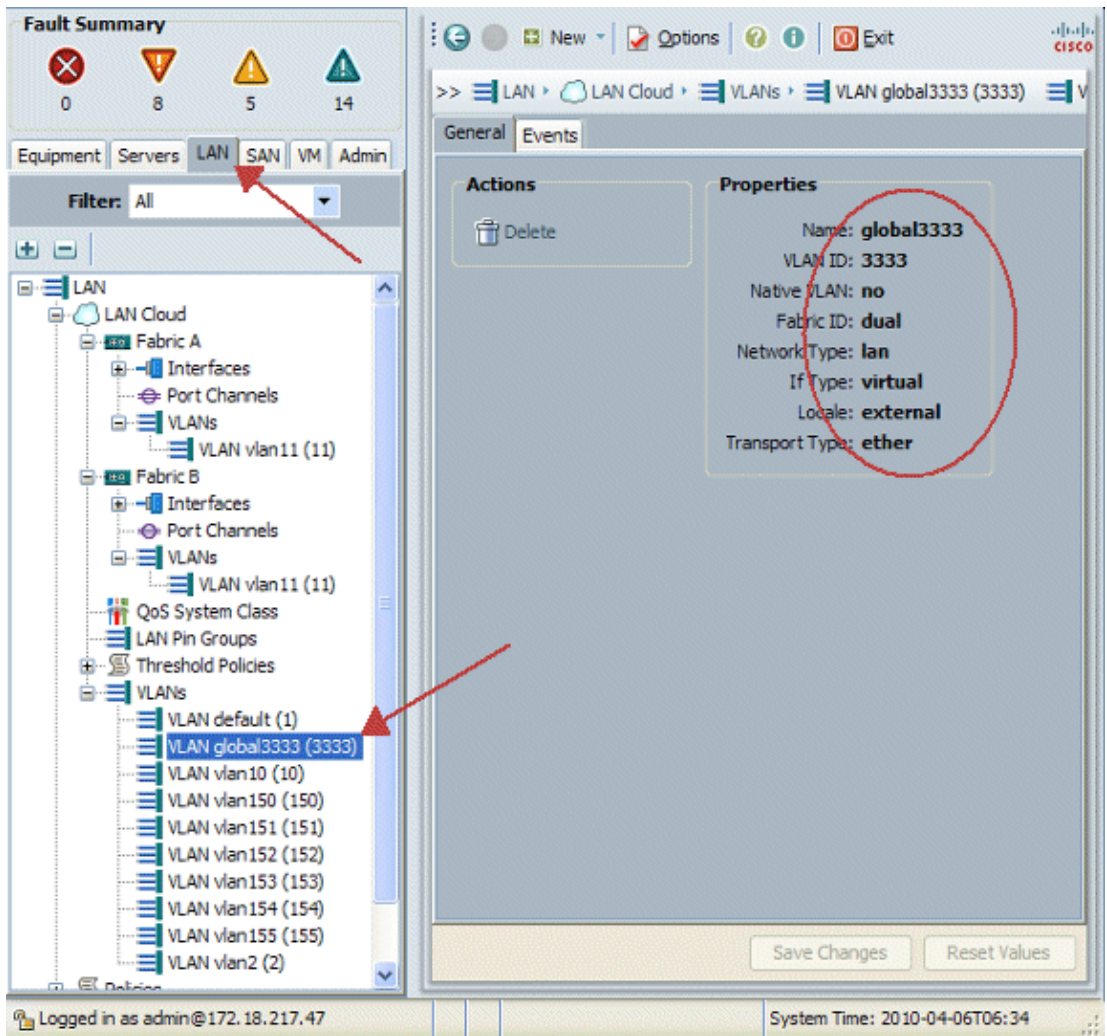 Fault Summary
0 8 5 14
Equipment Servers LAN SAN VM Admin
Filter: All
LAN
LAN Cloud
Fabric A
Interfaces
Port Channels
VLANs
VLAN vlan11 (11)
Fabric B
Interfaces
Port Channels
VLANs
VLAN vlan11 (11)
QoS System Class
LAN Pin Groups
Threshold Policies
VLANs
VLAN default (1)
VLAN global3333 (3333)
VLAN vlan10 (10)
VLAN vlan150 (150)
VLAN vlan151 (151)
VLAN vlan152 (152)
VLAN vlan153 (153)
VLAN vlan154 (154)
VLAN vlan155 (155)
VLAN vlan2 (2)
Policies
New Options Exit
CISCO
>> LAN LAN Cloud VLANs VLAN global3333 (3333) V
General Events
Actions
Delete
Properties
Name: global3333
VLAN ID: 3333
Native VLAN: no
Fabric ID: dual
Network Type: lan
If Type: virtual
Locale: external
Transport Type: ether
Save Changes Reset Values
Logged in as admin@172.18.217.47
System Time: 2010-04-06T06:34